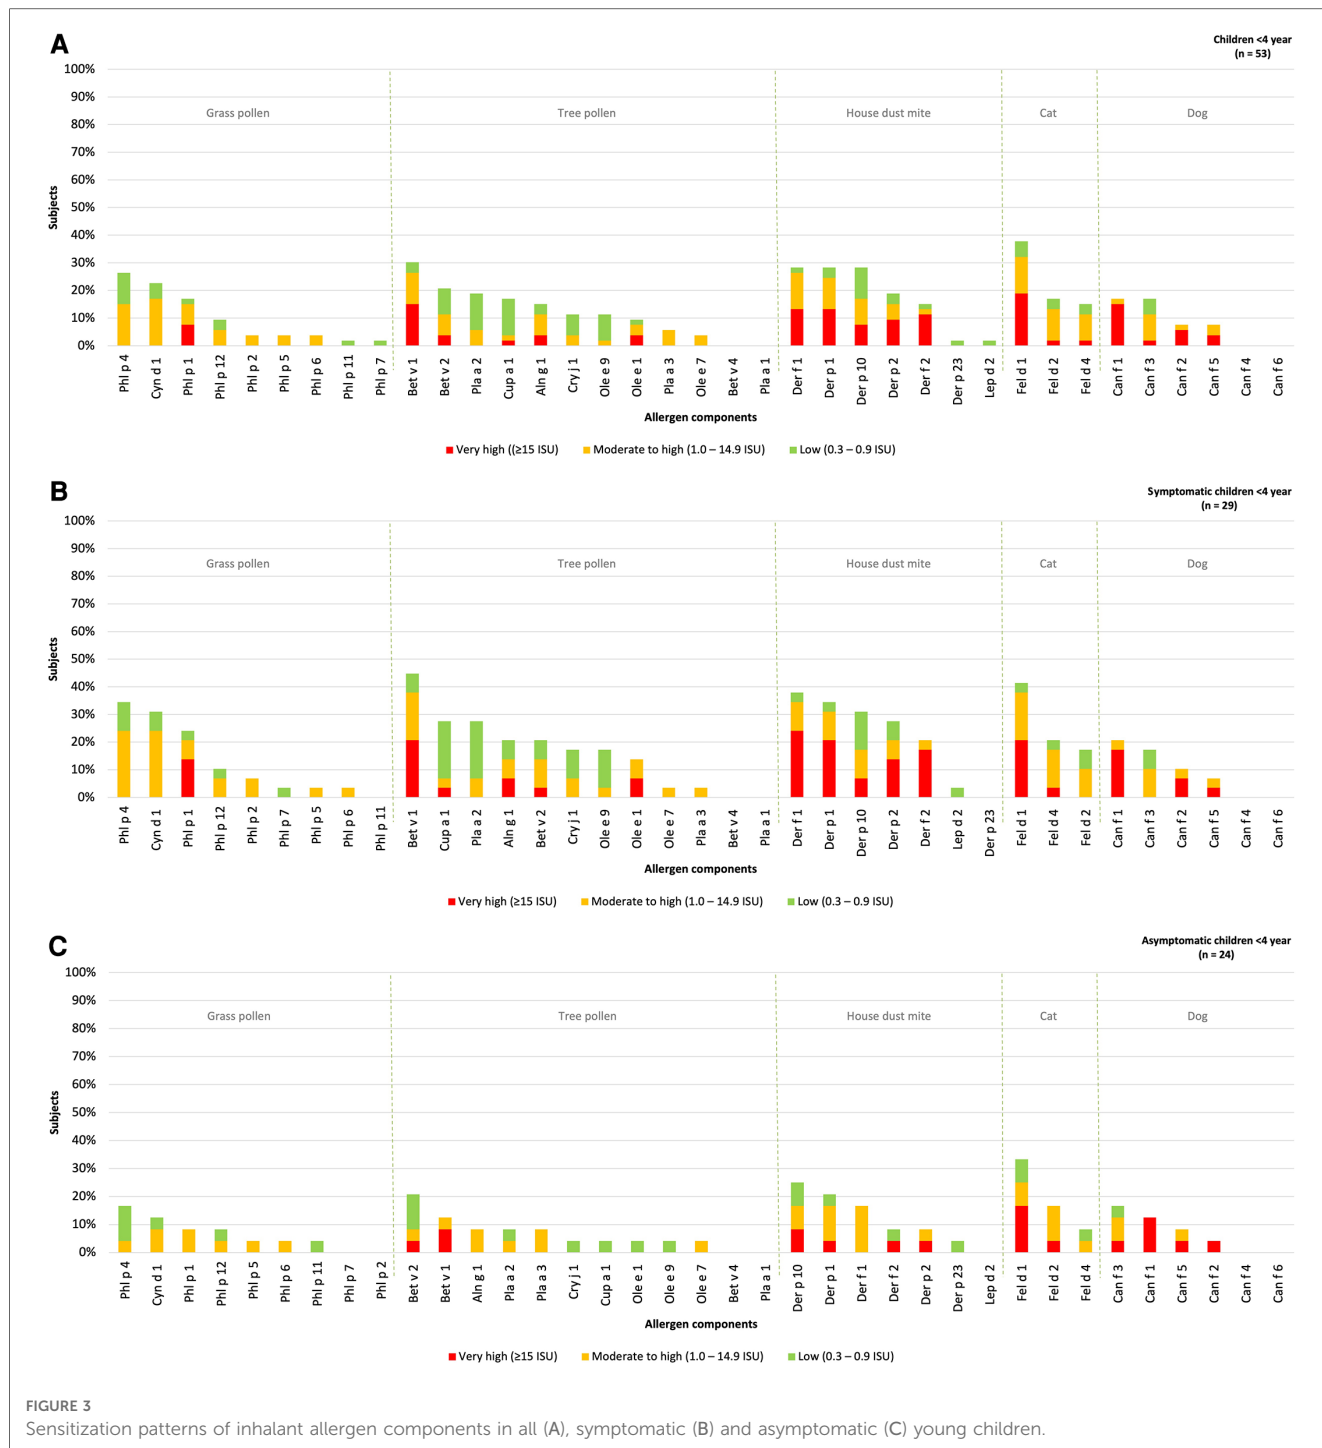 A
Children <4 year
(n = 53)
100%
90%
80%
70%
60%
50%
40%
30%
20%
10%
0%
Subjects
Grass pollen
Tree pollen
House dust mite
Cat
Dog
Phl p 4
Cyn d 1
Phl p 1
Phl p 12
Phl p 2
Phl p 5
Phl p 6
Phl p 11
Phl p 7
Bet v 1
Bet v 2
Pla a 2
Cup a 1
Aln g 1
Cry j 1
Ole e 9
Ole e 1
Pla a 3
Ole e 7
Bet v 4
Pla a 1
Der f 1
Der p 1
Der p 10
Der p 2
Der f 2
Der p 23
Lep d 2
Fel d 1
Fel d 2
Fel d 4
Can f 1
Can f 3
Can f 2
Can f 5
Can f 4
Can f 6
Allergen components
Very high ((≥15 ISU)
Moderate to high (1.0 – 14.9 ISU)
Low (0.3 – 0.9 ISU)
B
Symptomatic children <4 year
(n = 29)
100%
90%
80%
70%
60%
50%
40%
30%
20%
10%
0%
Subjects
Grass pollen
Tree pollen
House dust mite
Cat
Dog
Phl p 4
Cyn d 1
Phl p 1
Phl p 12
Phl p 2
Phl p 7
Phl p 5
Phl p 6
Phl p 11
Bet v 1
Cup a 1
Pla a 2
Aln g 1
Bet v 2
Cry j 1
Ole e 9
Ole e 1
Ole e 7
Pla a 3
Bet v 4
Pla a 1
Der f 1
Der p 1
Der p 10
Der p 2
Der f 2
Lep d 2
Der p 23
Fel d 1
Fel d 4
Fel d 2
Can f 1
Can f 3
Can f 2
Can f 5
Can f 4
Can f 6
Allergen components
Very high (≥15 ISU)
Moderate to high (1.0 – 14.9 ISU)
Low (0.3 – 0.9 ISU)
C
Asymptomatic children <4 year
(n = 24)
100%
90%
80%
70%
60%
50%
40%
30%
20%
10%
0%
Subjects
Grass pollen
Tree pollen
House dust mite
Cat
Dog
Phl p 4
Cyn d 1
Phl p 1
Phl p 12
Phl p 5
Phl p 6
Phl p 11
Phl p 7
Phl p 2
Bet v 2
Bet v 1
Aln g 1
Pla a 2
Pla a 3
Cry j 1
Cup a 1
Ole e 1
Ole e 9
Ole e 7
Bet v 4
Pla a 1
Der p 10
Der p 1
Der f 1
Der f 2
Der p 2
Der p 23
Lep d 2
Fel d 1
Fel d 2
Fel d 4
Can f 3
Can f 1
Can f 5
Can f 2
Can f 4
Can f 6
Allergen components
Very high (≥15 ISU)
Moderate to high (1.0 – 14.9 ISU)
Low (0.3 – 0.9 ISU)
FIGURE 3
Sensitization patterns of inhalant allergen components in all (A), symptomatic (B) and asymptomatic (C) young children.